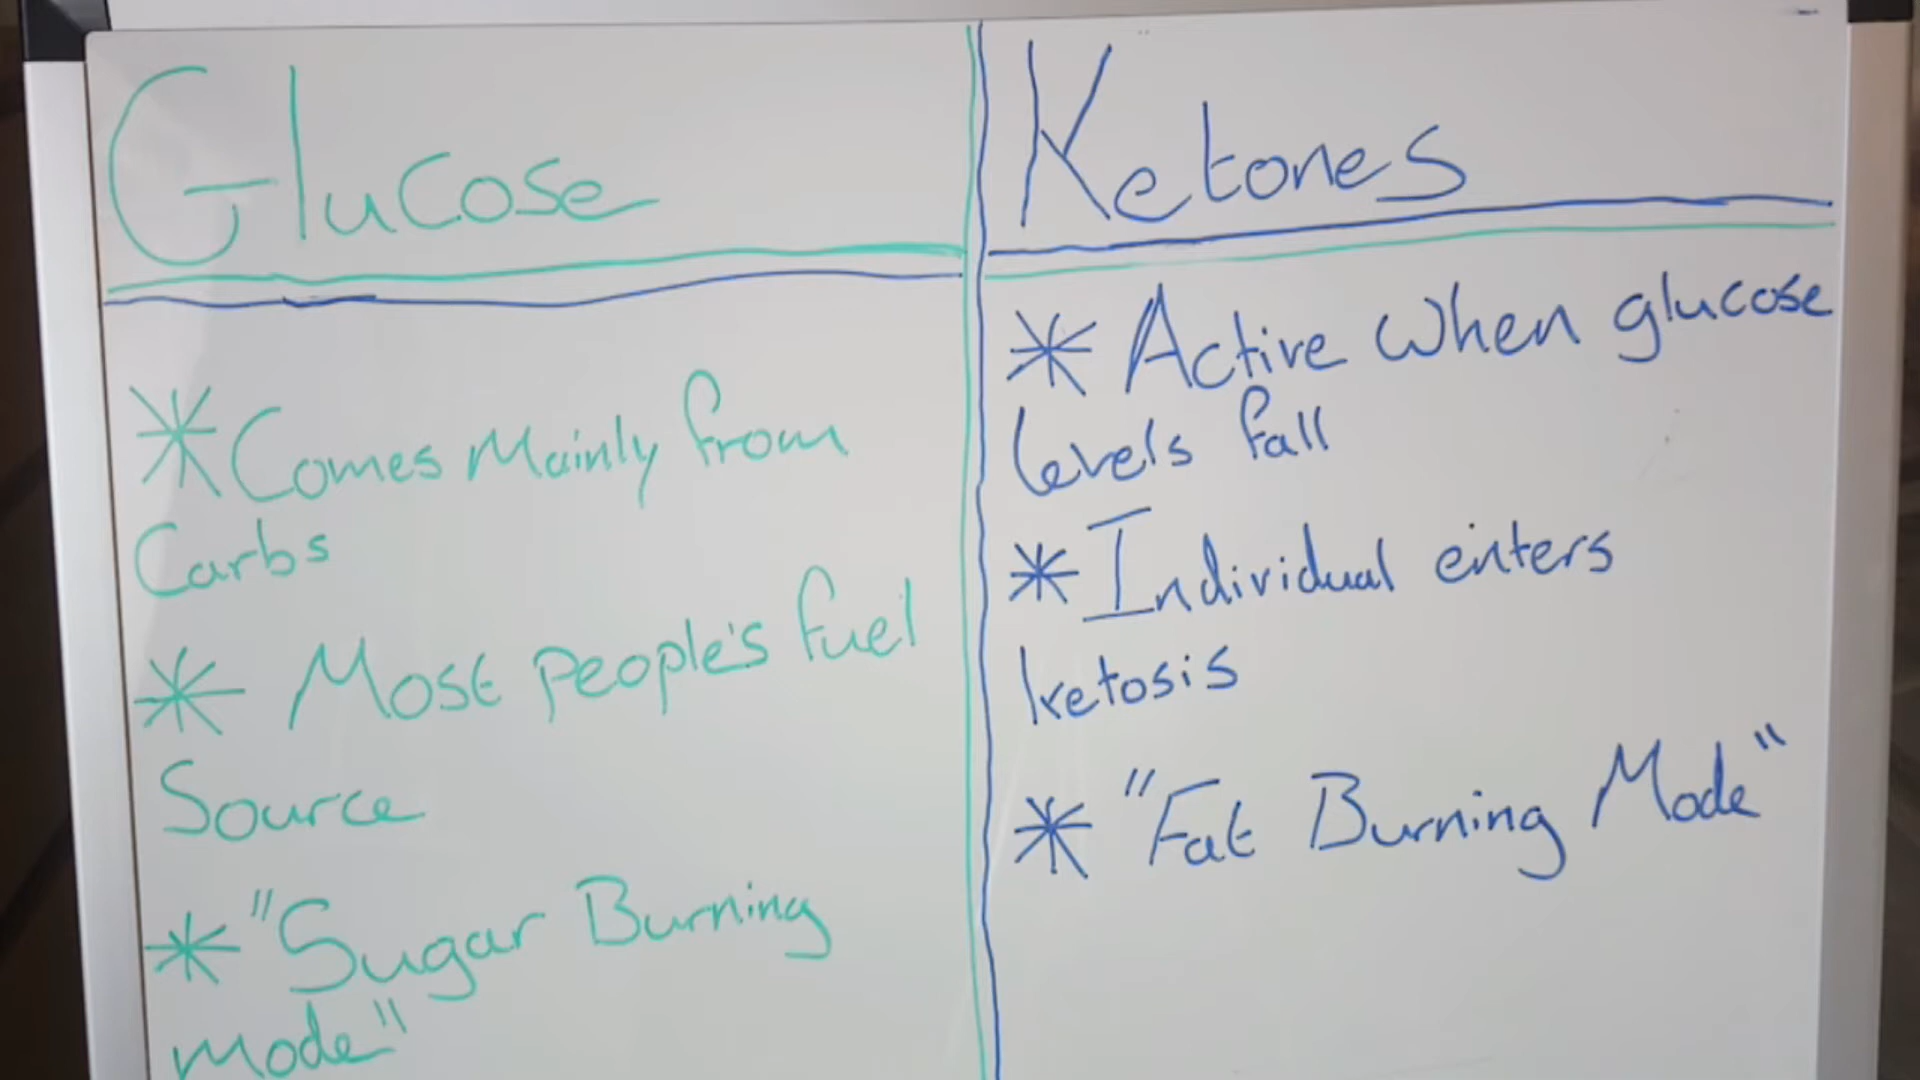 Glucose
* Comes Mainly from
Carbs
* Most people's fuel
Source
* "Sugar Burning
mode"
Ketones
* Active when glucose
levels fall
* Individual enters
ketosis
* "Fat Burning Mode"